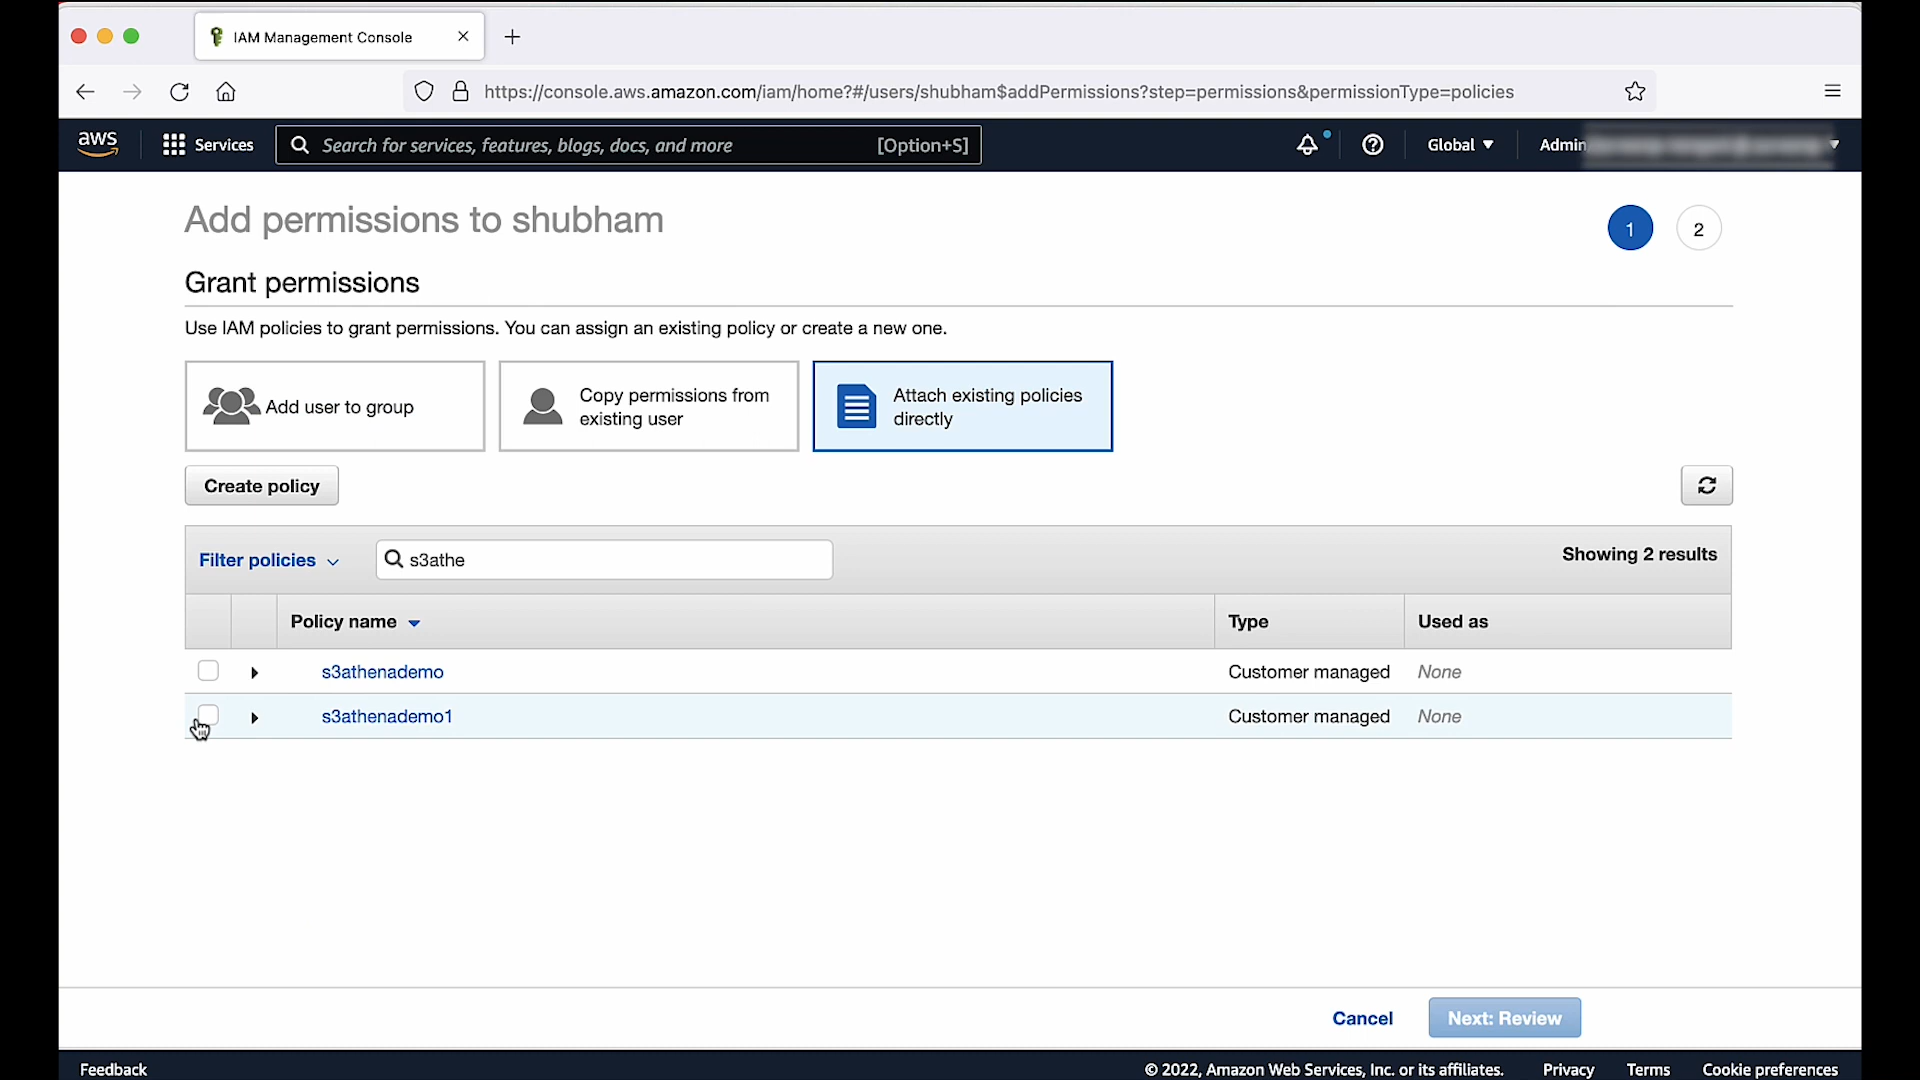 IAM Management Console
https://console.aws.amazon.com/iam/home?#/users/shubham$addPermissions?step=permissions&permissionType=policies
aws
Services
Search for services, features, blogs, docs, and more [Option+S]
Global
Admin
Add permissions to shubham
1
2
Grant permissions
Use IAM policies to grant permissions. You can assign an existing policy or create a new one.
Add user to group
Copy permissions from
existing user
Attach existing policies
directly
Create policy
Filter policies
s3athe
Showing 2 results
Policy name
Type
Used as
s3athenademo
Customer managed
None
s3athenademo1
Customer managed
None
Cancel
Next: Review
Feedback
© 2022, Amazon Web Services, Inc. or its affiliates.
Privacy
Terms
Cookie preferences